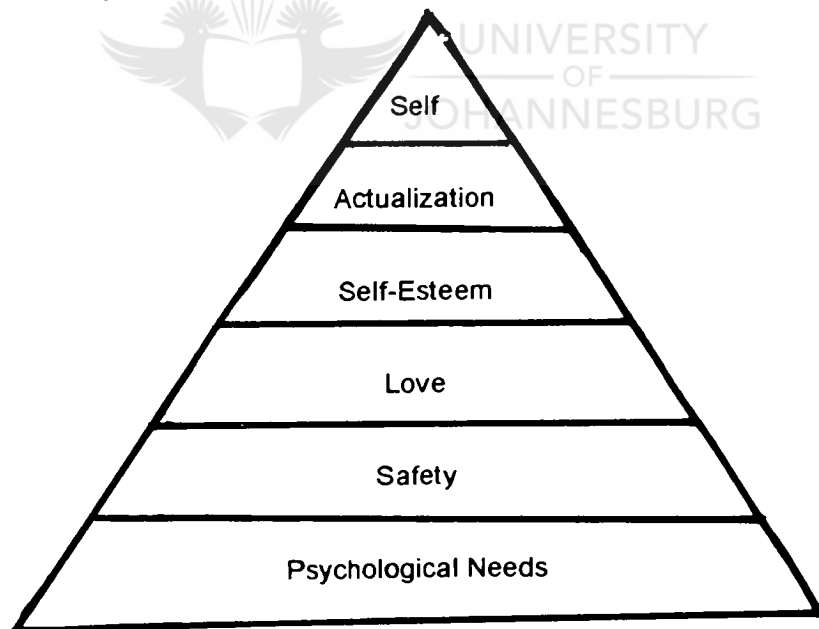 UNIVERSITY
OF
JOHANNESBURG
Self
Actualization
Self-Esteem
Love
Safety
Psychological Needs